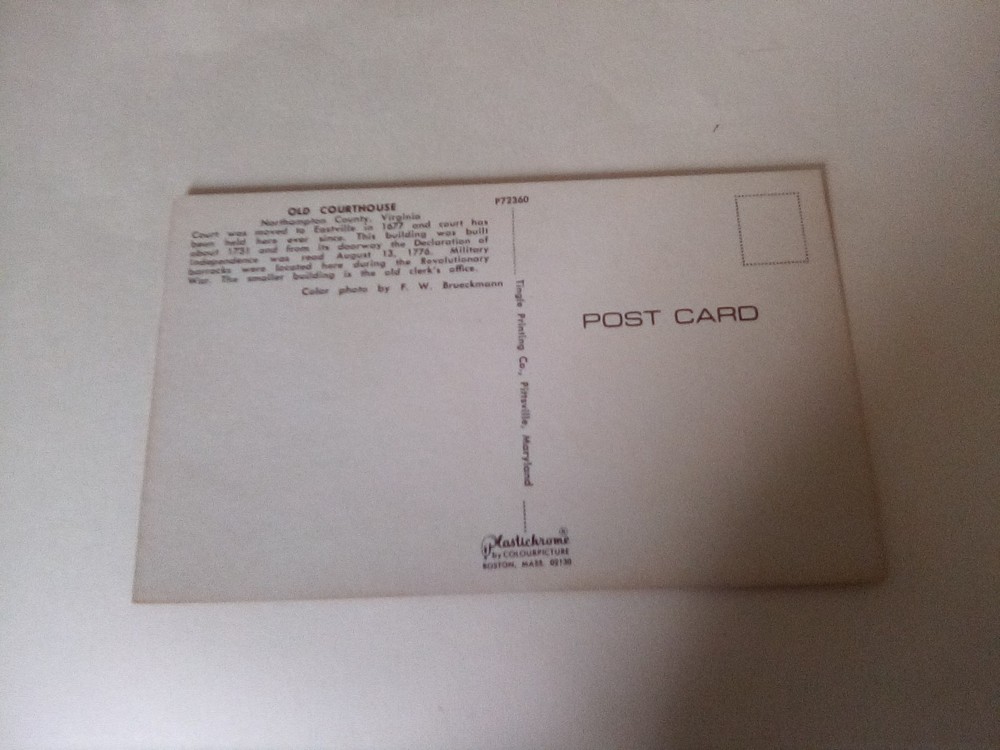 OLD COURTHOUSE
Northampton County, Virginia
Court was moved to Eastville in 1677 and court has
been held here ever since. This building was built
about 1731 and from its doorway the Declaration of
Independence was read August 13, 1776. Military
barracks were located here during the Revolutionary
War. The smaller building is the old clerk's office.
Color photo by F. W. Brueckmann
P72360
Tingle Printing Co., Pittsville, Maryland
Plastichrome®
by COLOURPICTURE
BOSTON, MASS. 02130
POST CARD